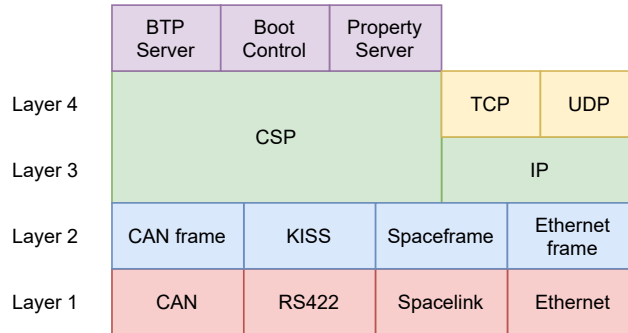 BTP Server
Boot Control
Property Server
Layer 4
TCP
UDP
CSP
Layer 3
IP
Layer 2
CAN frame
KISS
Spaceframe
Ethernet frame
Layer 1
CAN
RS422
Spacelink
Ethernet